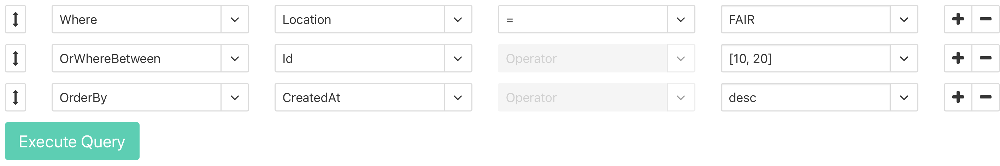 Where Location = FAIR
OrWhereBetween Id Operator [10, 20]
OrderBy CreatedAt Operator desc
Execute Query